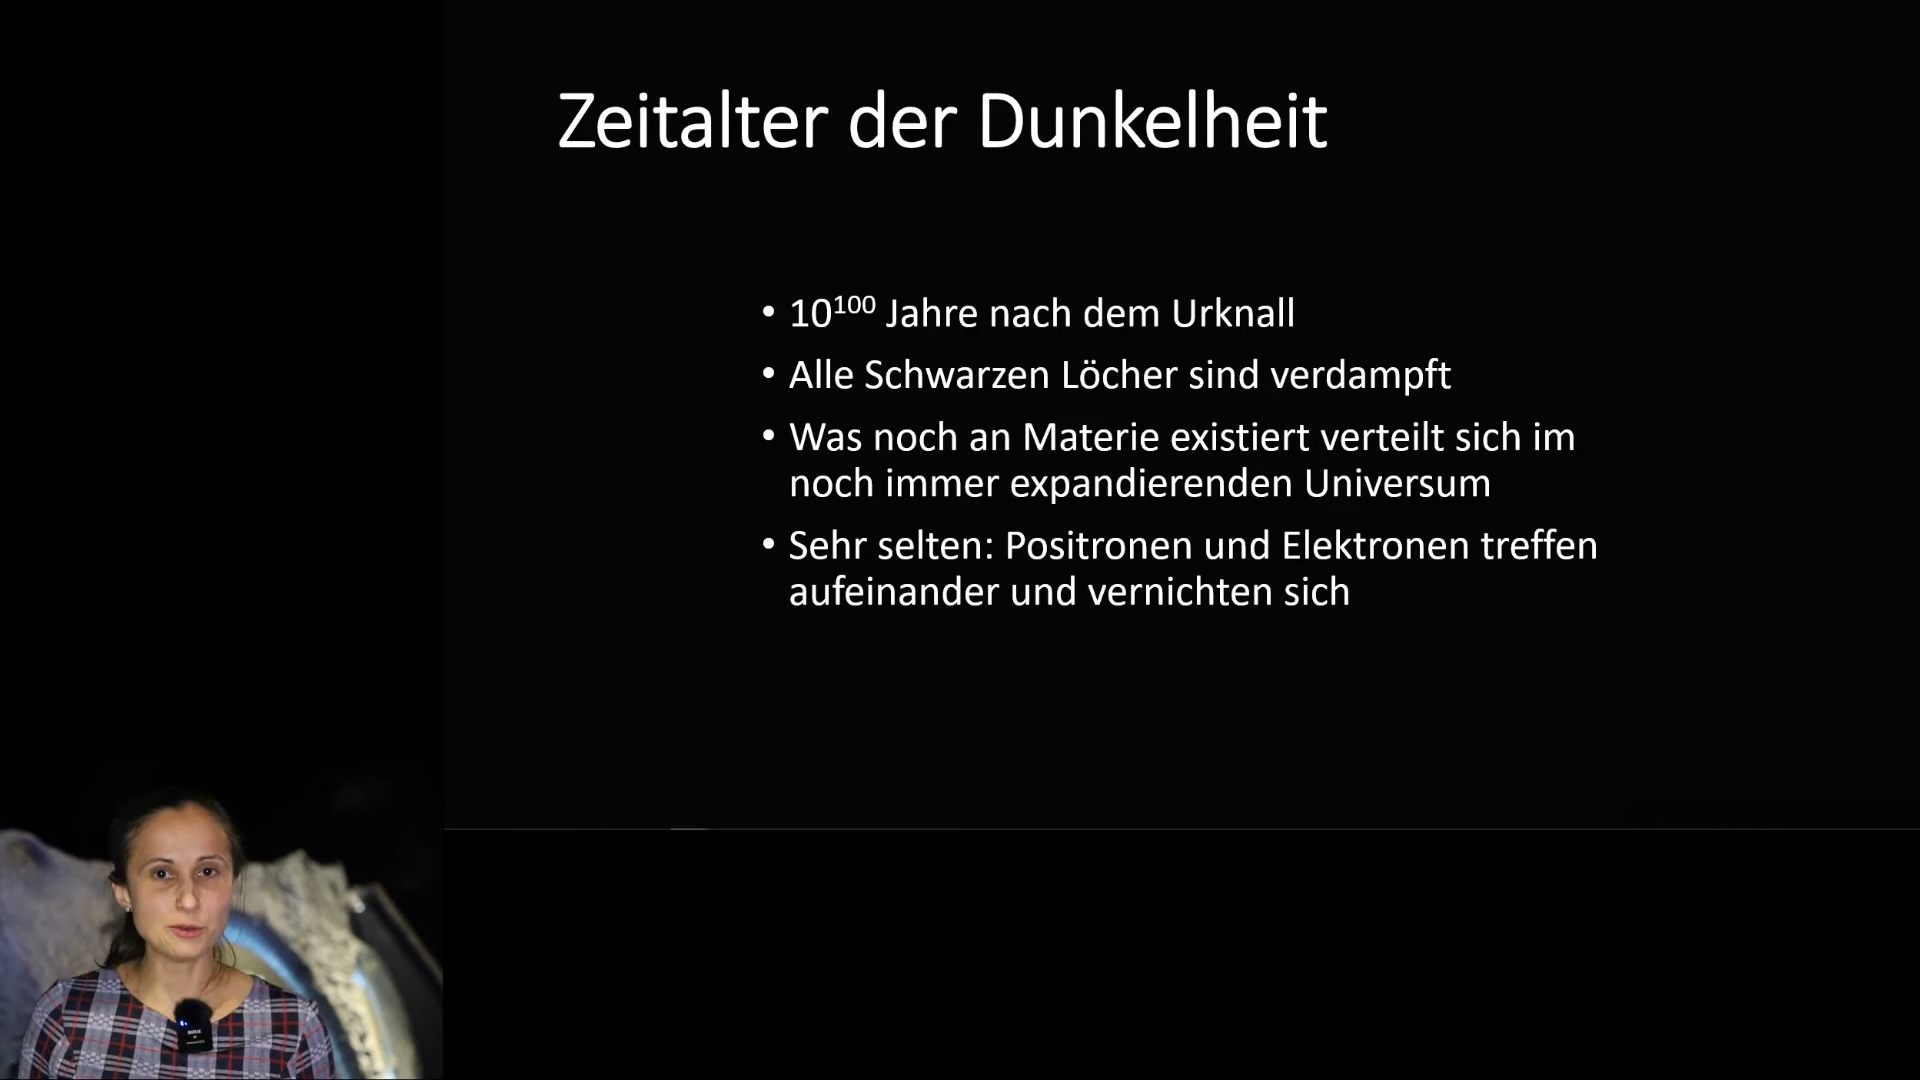 Zeitalter der Dunkelheit
• 10¹⁰⁰ Jahre nach dem Urknall
• Alle Schwarzen Löcher sind verdampft
• Was noch an Materie existiert verteilt sich im
noch immer expandierenden Universum
• Sehr selten: Positronen und Elektronen treffen
aufeinander und vernichten sich